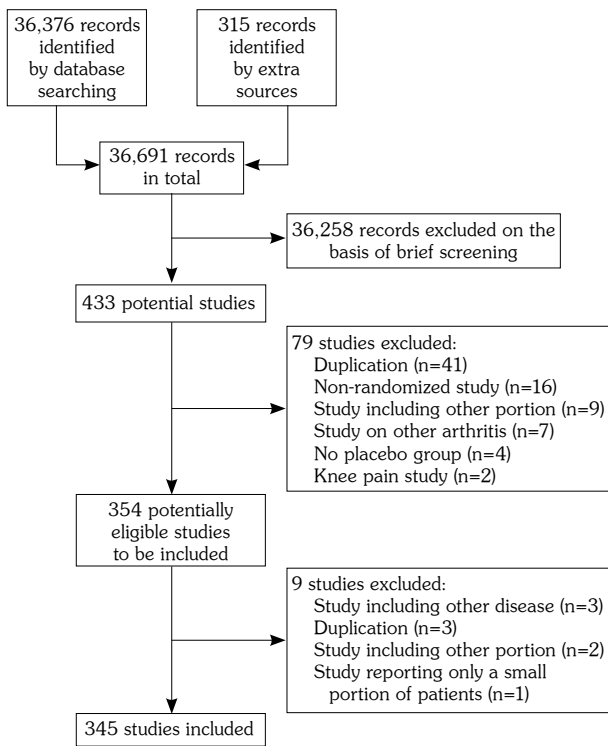 36,376 records
identified
by database
searching
315 records
identified
by extra
sources
36,691 records
in total
36,258 records excluded on the
basis of brief screening
433 potential studies
79 studies excluded:
Duplication (n=41)
Non-randomized study (n=16)
Study including other portion (n=9)
Study on other arthritis (n=7)
No placebo group (n=4)
Knee pain study (n=2)
354 potentially
eligible studies
to be included
9 studies excluded:
Study including other disease (n=3)
Duplication (n=3)
Study including other portion (n=2)
Study reporting only a small
portion of patients (n=1)
345 studies included